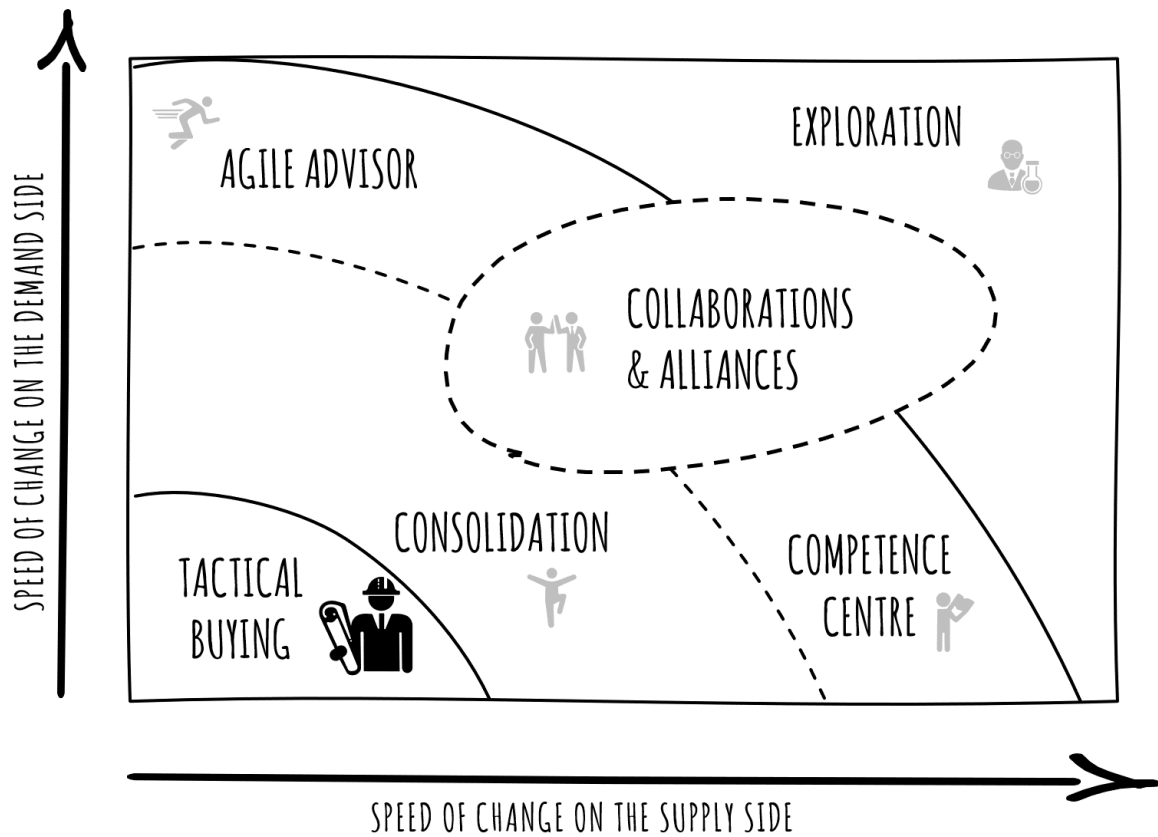 SPEED OF CHANGE ON THE DEMAND SIDE
AGILE ADVISOR
EXPLORATION
COLLABORATIONS
& ALLIANCES
CONSOLIDATION
TACTICAL
BUYING
COMPETENCE
CENTRE
SPEED OF CHANGE ON THE SUPPLY SIDE